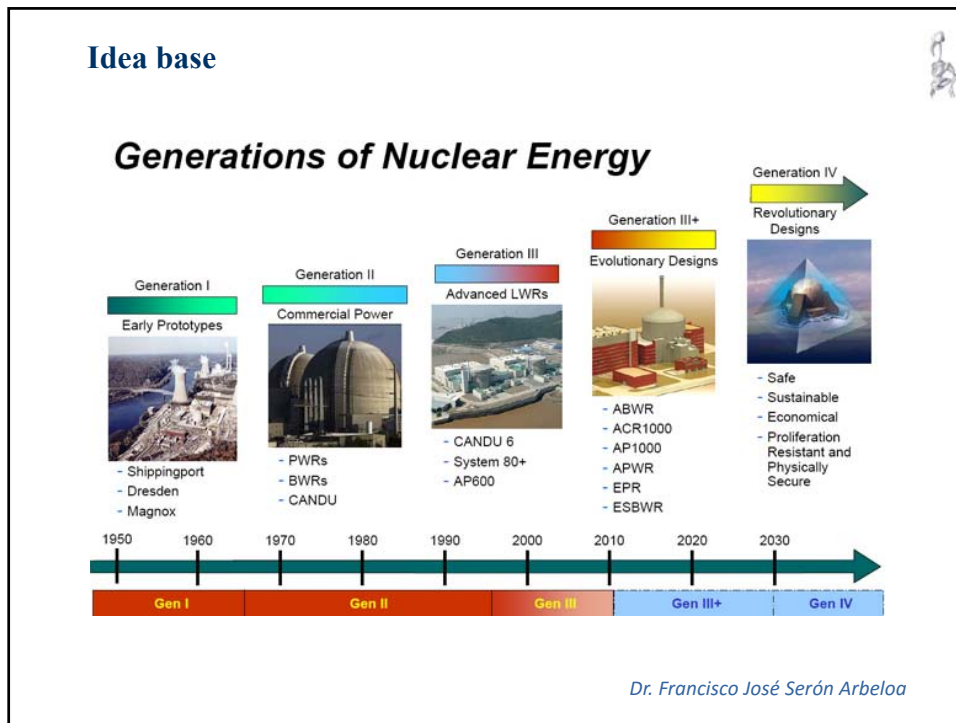 Idea base
Generations of Nuclear Energy
Generation I
Early Prototypes
- Shippingport
- Dresden
- Magnox
Generation II
Commercial Power
- PWRs
- BWRs
- CANDU
Generation III
Advanced LWRs
- CANDU 6
- System 80+
- AP600
Generation III+
Evolutionary Designs
- ABWR
- ACR1000
- AP1000
- APWR
- EPR
- ESBWR
Generation IV
Revolutionary
Designs
- Safe
- Sustainable
- Economical
- Proliferation
Resistant and
Physically
Secure
1950 1960 1970 1980 1990 2000 2010 2020 2030
Gen I Gen II Gen III Gen III+ Gen IV
Dr. Francisco José Serón Arbeloa